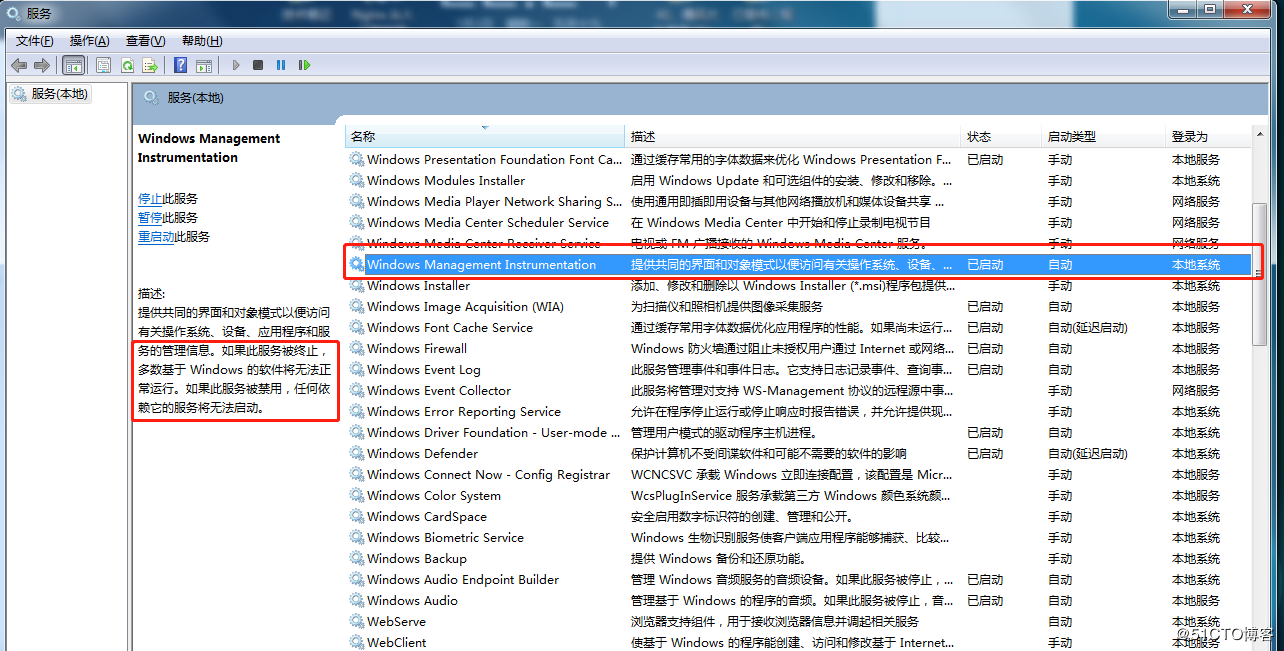 服务
文件(F) 操作(A) 查看(V) 帮助(H)
服务(本地)
服务(本地)
Windows Management
Instrumentation
停止此服务
暂停此服务
重启动此服务
描述:
提供共同的界面和对象模式以便访问
有关操作系统、设备、应用程序和服
务的管理信息。如果此服务被终止，
多数基于 Windows 的软件将无法正
常运行。如果此服务被禁用，任何依
赖它的服务将无法启动。
名称 描述 状态 启动类型 登录为
Windows Presentation Foundation Font Ca... 通过缓存常用的字体数据来优化 Windows Presentation F... 已启动 手动 本地服务
Windows Modules Installer 启用 Windows Update 和可选组件的安装、修改和移除。... 手动 本地系统
Windows Media Player Network Sharing S... 使用通用即插即用设备与其他网络播放机和媒体设备共享 ... 手动 网络服务
Windows Media Center Scheduler Service 在 Windows Media Center 中开始和停止录制电视节目 手动 网络服务
Windows Media Center Receiver Service 电视或 FM 广播接收的 Windows Media Center 服务。 手动 网络服务
Windows Management Instrumentation 提供共同的界面和对象模式以便访问有关操作系统、设备、... 已启动 自动 本地系统
Windows Installer 添加、修改和删除以 Windows Installer (*.msi)程序包提供... 手动 本地系统
Windows Image Acquisition (WIA) 为扫描仪和照相机提供图像采集服务 已启动 自动 本地服务
Windows Font Cache Service 通过缓存常用字体数据优化应用程序的性能。如果尚未运行... 已启动 自动(延迟启动) 本地服务
Windows Firewall Windows 防火墙通过阻止未授权用户通过 Internet 或网络... 已启动 自动 本地服务
Windows Event Log 此服务管理事件和事件日志。它支持日志记录事件、查询事... 已启动 自动 本地服务
Windows Event Collector 此服务将管理对支持 WS-Management 协议的远程源中事... 手动 网络服务
Windows Error Reporting Service 允许在程序停止运行或停止响应时报告错误，并允许提供现... 手动 本地系统
Windows Driver Foundation - User-mode ... 管理用户模式的驱动程序主机进程。 已启动 自动 本地系统
Windows Defender 保护计算机不受间谍软件和可能不需要的软件的影响 已启动 自动(延迟启动) 本地系统
Windows Connect Now - Config Registrar WCNCSVC 承载 Windows 立即连接配置，该配置是 Micr... 手动 本地服务
Windows Color System WcsPlugInService 服务承载第三方 Windows 颜色系统颜... 手动 本地服务
Windows CardSpace 安全启用数字标识符的创建、管理和公开。 手动 本地系统
Windows Biometric Service Windows 生物识别服务使客户端应用程序能够捕获、比较... 手动 本地系统
Windows Backup 提供 Windows 备份和还原功能。 手动 本地系统
Windows Audio Endpoint Builder 管理 Windows 音频服务的音频设备。如果此服务被停止，... 已启动 自动 本地系统
Windows Audio 管理基于 Windows 的程序的音频。如果此服务被停止，音... 已启动 自动 本地服务
WebServe 浏览器支持组件，用于接收浏览器信息并调起相关服务 自动 本地系统
WebClient 使基于 Windows 的程序能创建、访问和修改基于 Internet... 手动 本地服务
@51CTO博客